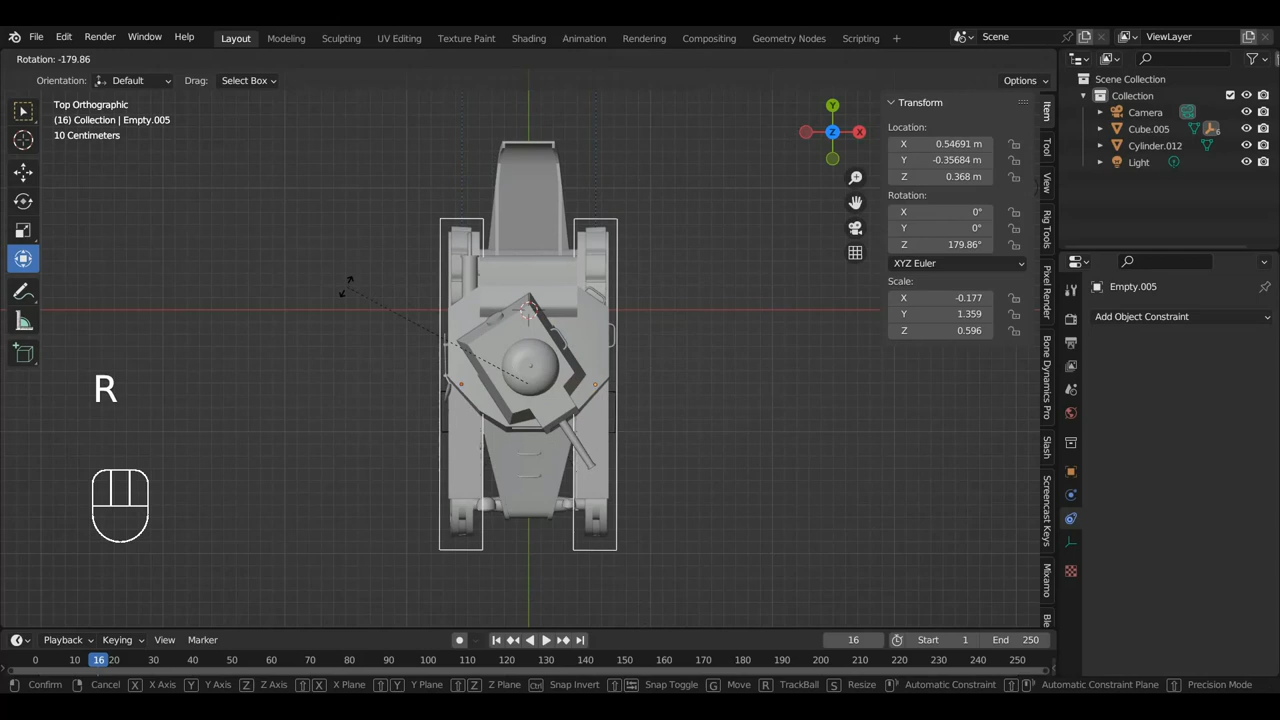 File Edit Render Window Help Layout Modeling Sculpting UV Editing Texture Paint Shading Animation Rendering Compositing Geometry Nodes Scripting + Scene ViewLayer
Rotation: -179.86
Orientation: Default Drag: Select Box Options
Top Orthographic
(16) Collection | Empty.005
10 Centimeters
Y
X
Z
R
Transform
Location:
X 0.54691 m
Y -0.35684 m
Z 0.368 m
Rotation:
X 0°
Y 0°
Z 179.86°
XYZ Euler
Scale:
X -0.177
Y 1.359
Z 0.596
Item
Tool
View
Rig Tools
Pixel Render
Bone Dynamics Pro
Slash
Screencast Keys
Mixamo
Ble
Scene Collection
Collection
Camera
Cube.005 6
Cylinder.012
Light
Empty.005
Add Object Constraint
Playback Keying View Marker 16 Start 1 End 250
0 10 16 20 30 40 50 60 70 80 90 100 110 120 130 140 150 160 170 180 190 200 210 220 230 240 250
Confirm Cancel X X Axis Y Y Axis Z Z Axis X X Plane Y Y Plane Z Z Plane Ctrl Snap Invert Snap Toggle G Move R TrackBall S Resize Automatic Constraint Automatic Constraint Plane Precision Mode